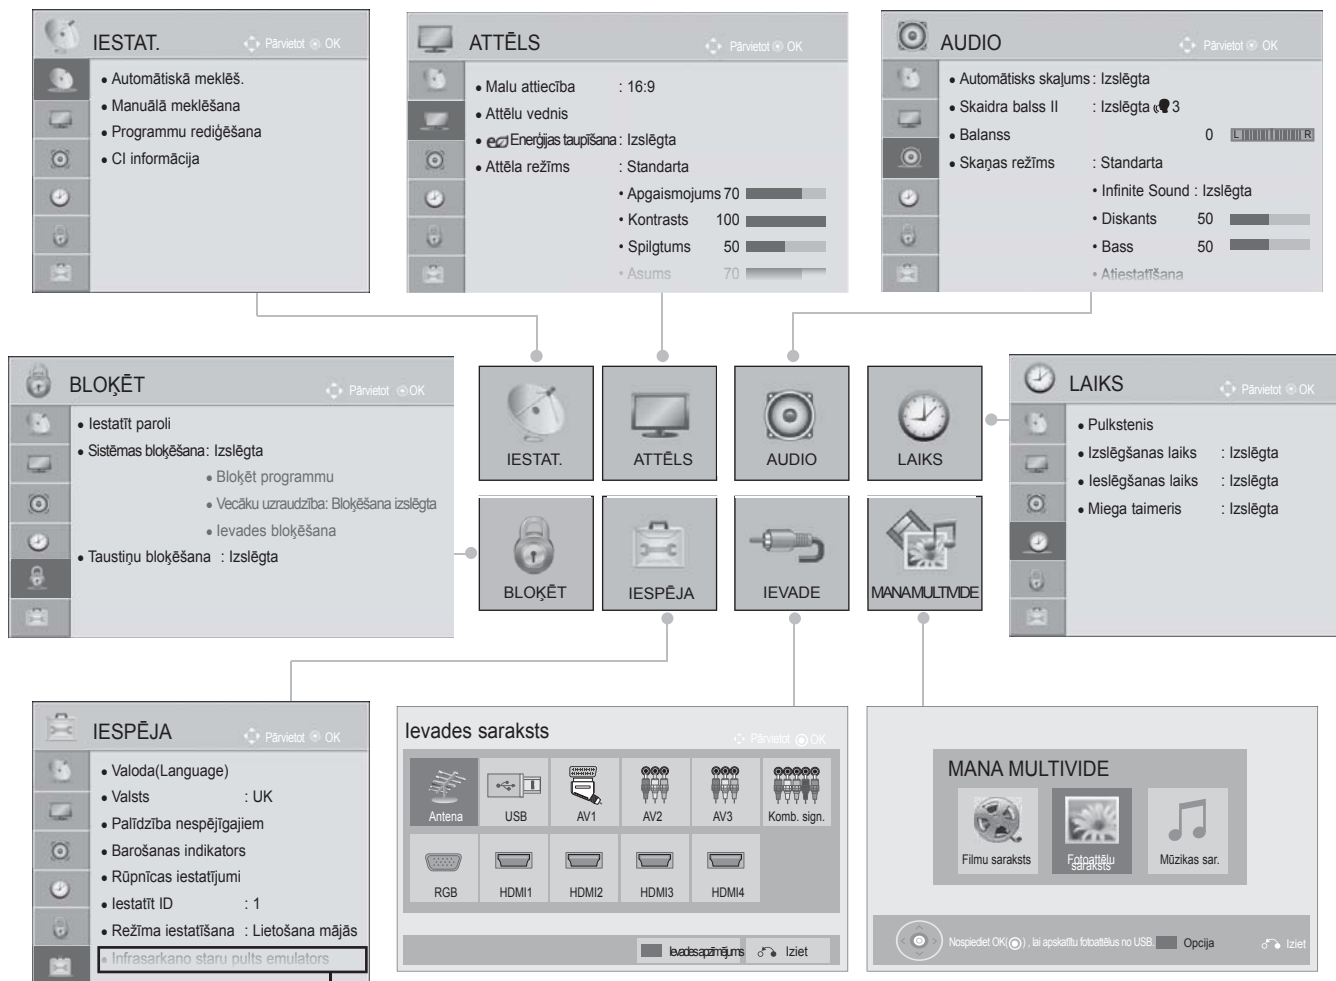 IESTAT.
Pārvietot OK
• Automātiskā meklēš.
• Manuālā meklēšana
• Programmu rediģēšana
• CI informācija
ATTĒLS
Pārvietot OK
• Malu attiecība : 16:9
• Attēlu vednis
• Enerģijas taupīšana : Izslēgta
• Attēla režīms : Standarta
• Apgaismojums 70
• Kontrasts 100
• Spilgtums 50
• Asums 70
AUDIO
Pārvietot OK
• Automātisks skaļums : Izslēgta
• Skaidra balss II : Izslēgta 3
• Balanss 0 L R
• Skaņas režīms : Standarta
• Infinite Sound : Izslēgta
• Diskants 50
• Bass 50
• Atiestatīšana
BLOĶĒT
Pārvietot OK
• Iestatīt paroli
• Sistēmas bloķēšana : Izslēgta
• Bloķēt programmu
• Vecāku uzraudzība: Bloķēšana izslēgta
• Ievades bloķēšana
• Taustiņu bloķēšana : Izslēgta
IESTAT.
ATTĒLS
AUDIO
LAIKS
BLOĶĒT
IESPĒJA
IEVADE
MANA MULTIVIDE
LAIKS
Pārvietot OK
• Pulkstenis
• Izslēgšanas laiks : Izslēgta
• Ieslēgšanas laiks : Izslēgta
• Miega taimeris : Izslēgta
IESPĒJA
Pārvietot OK
• Valoda(Language)
• Valsts : UK
• Palīdzība nespējīgajiem
• Barošanas indikators
• Rūpnīcas iestatījumi
• Iestatīt ID : 1
• Režīma iestatīšana : Lietošana mājās
• Infrasarkano staru pults emulators
Ievades saraksts
Pārvietot OK
Antena
USB
AV1
AV2
AV3
Komb. sign.
RGB
HDMI1
HDMI2
HDMI3
HDMI4
Ievades apzīmējums
Iziet
MANA MULTIVIDE
Filmu saraksts
Fotoattēlu
saraksts
Mūzikas sar.
Nospiediet OK( ) , lai apskatītu fotoattēlus no USB.
Opcija
Iziet